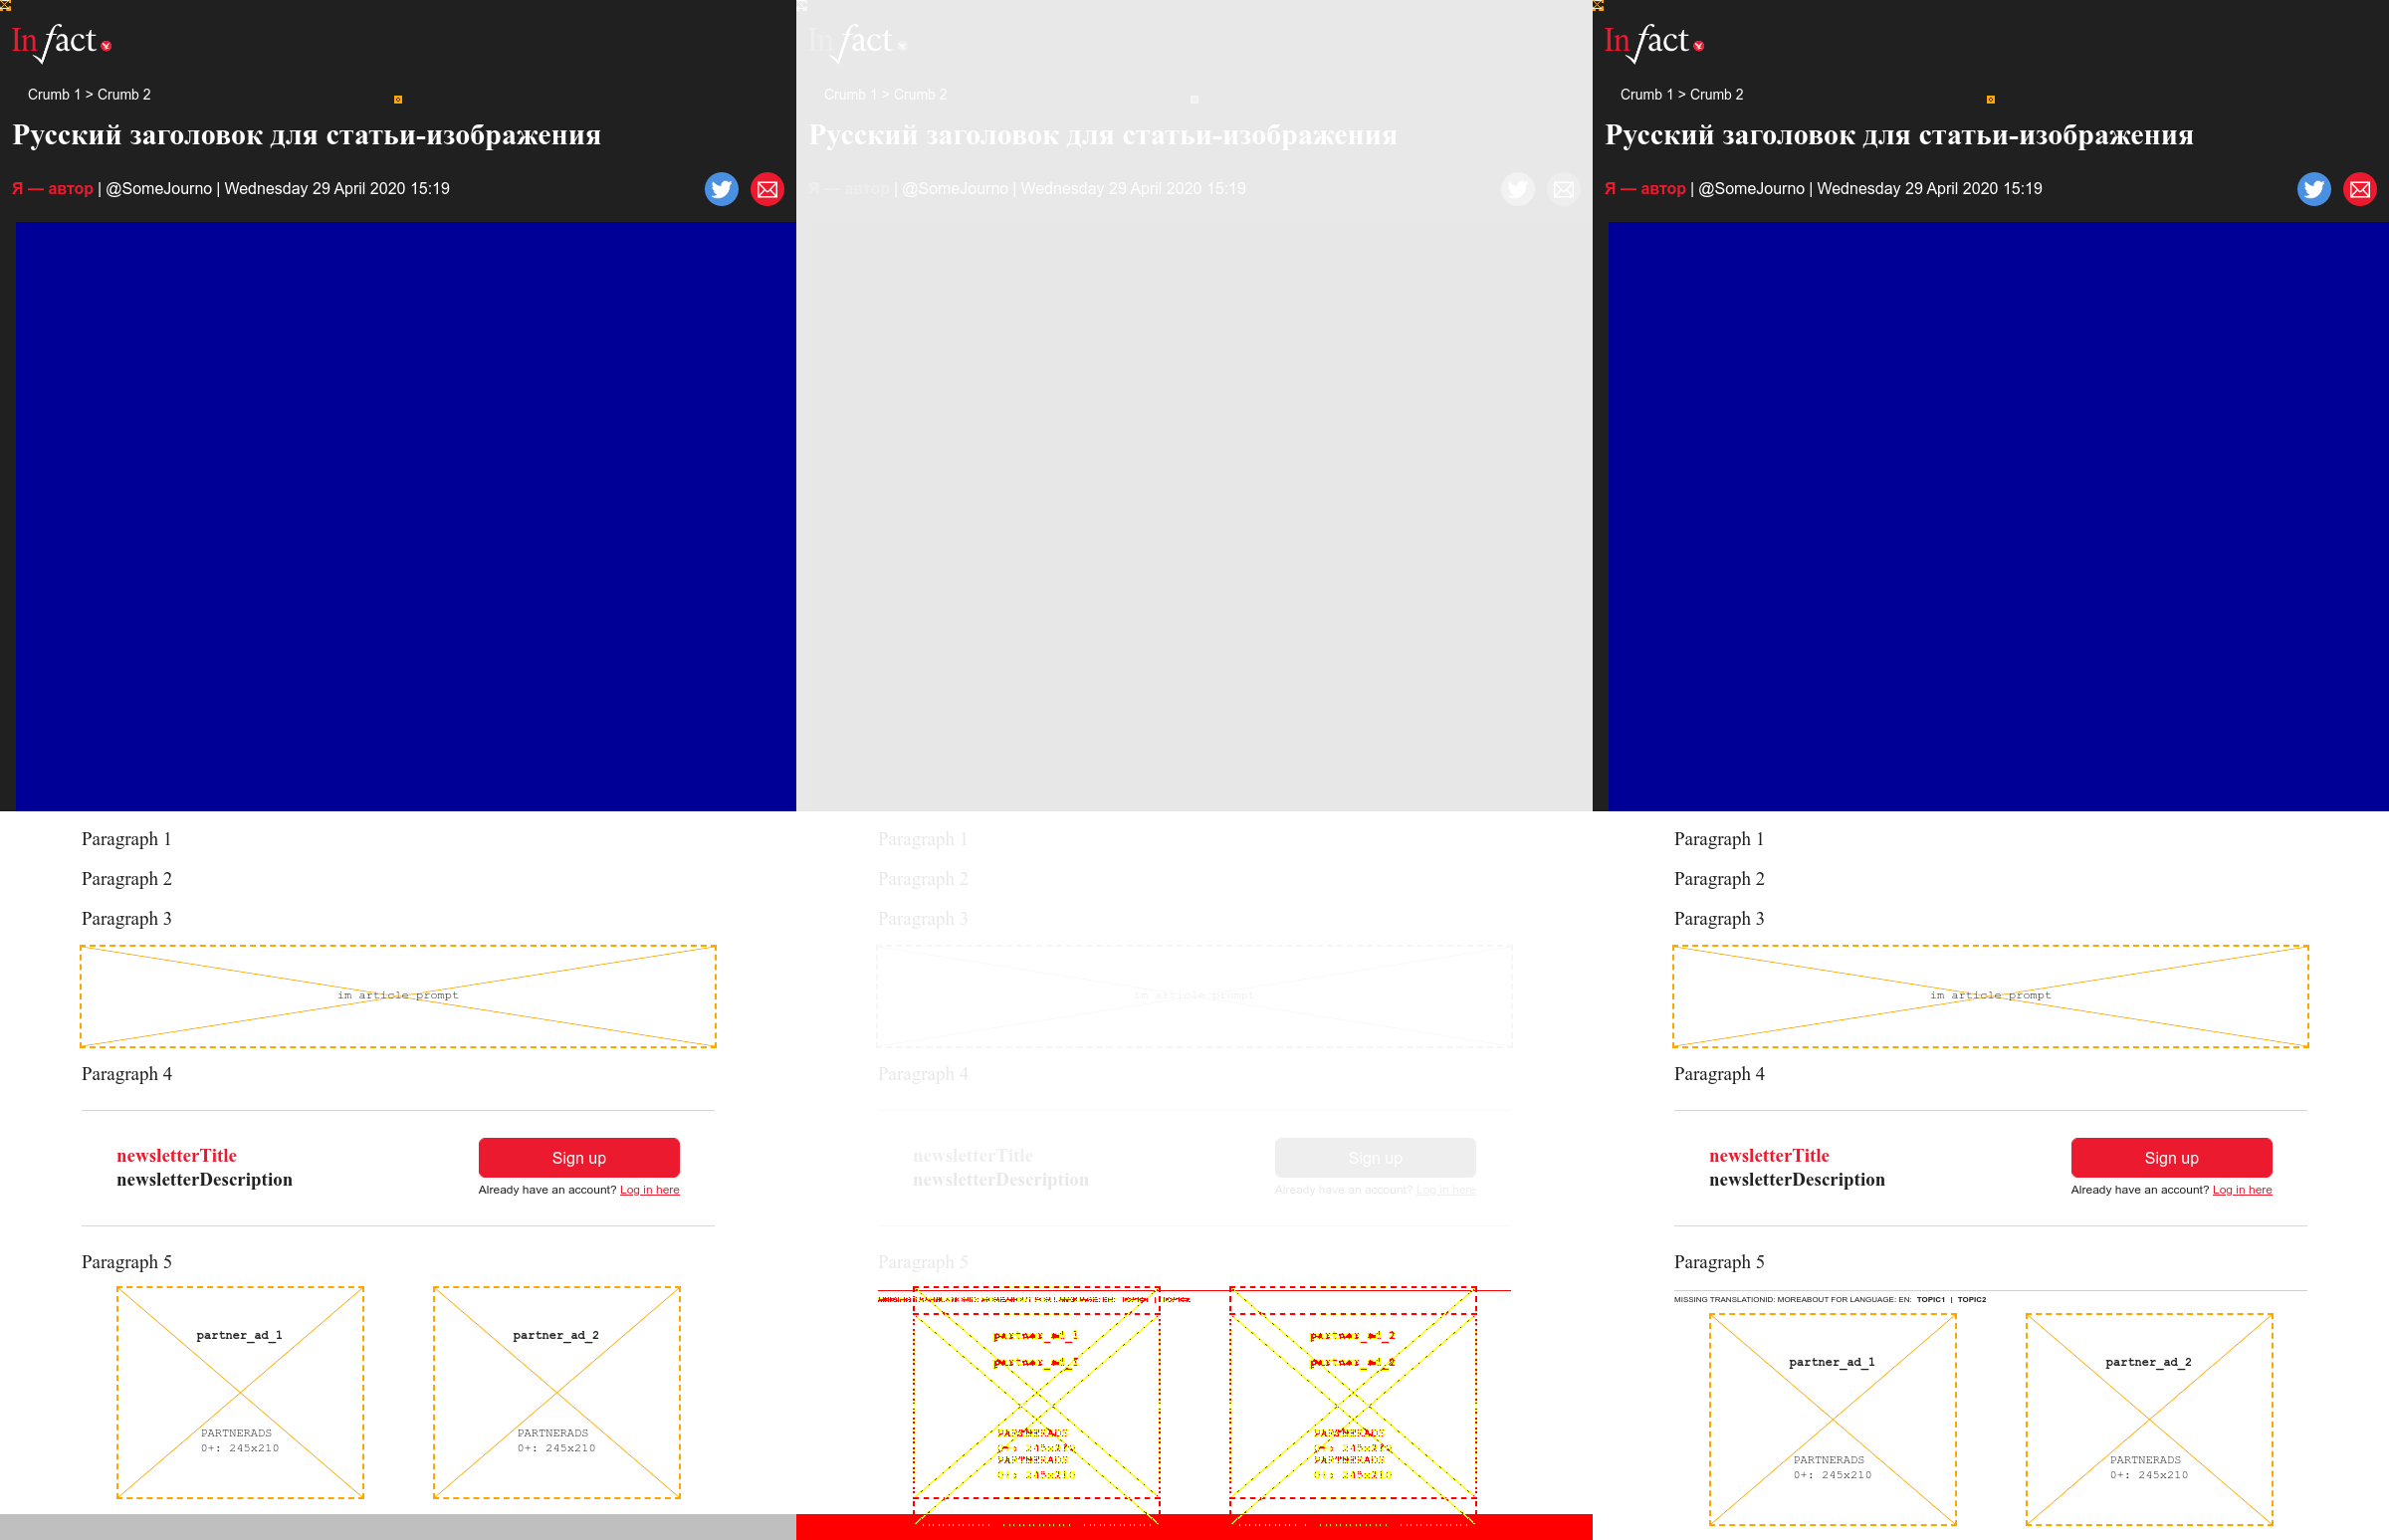 In fact
Crumb 1 > Crumb 2
Русский заголовок для статьи-изображения
Я — автор | @SomeJourno | Wednesday 29 April 2020 15:19
Paragraph 1
Paragraph 2
Paragraph 3
im article prompt
Paragraph 4
newsletterTitle
newsletterDescription
Sign up
Already have an account? Log in here
Paragraph 5
partner_ad_1
PARTNERADS
0+: 245x210
partner_ad_2
PARTNERADS
0+: 245x210
In fact
Crumb 1 > Crumb 2
Русский заголовок для статьи-изображения
Я — автор | @SomeJourno | Wednesday 29 April 2020 15:19
Paragraph 1
Paragraph 2
Paragraph 3
im article prompt
Paragraph 4
newsletterTitle
newsletterDescription
Sign up
Already have an account? Log in here
Paragraph 5
partner_ad_1
partner_ad_1
PARTNERADS
0+: 245x210
PARTNERADS
0+: 245x210
partner_ad_2
partner_ad_2
PARTNERADS
0+: 245x210
PARTNERADS
0+: 245x210
In fact
Crumb 1 > Crumb 2
Русский заголовок для статьи-изображения
Я — автор | @SomeJourno | Wednesday 29 April 2020 15:19
Paragraph 1
Paragraph 2
Paragraph 3
im article prompt
Paragraph 4
newsletterTitle
newsletterDescription
Sign up
Already have an account? Log in here
Paragraph 5
MISSING TRANSLATIONID: MOREABOUT FOR LANGUAGE: EN: TOPIC1 | TOPIC2
partner_ad_1
PARTNERADS
0+: 245x210
partner_ad_2
PARTNERADS
0+: 245x210